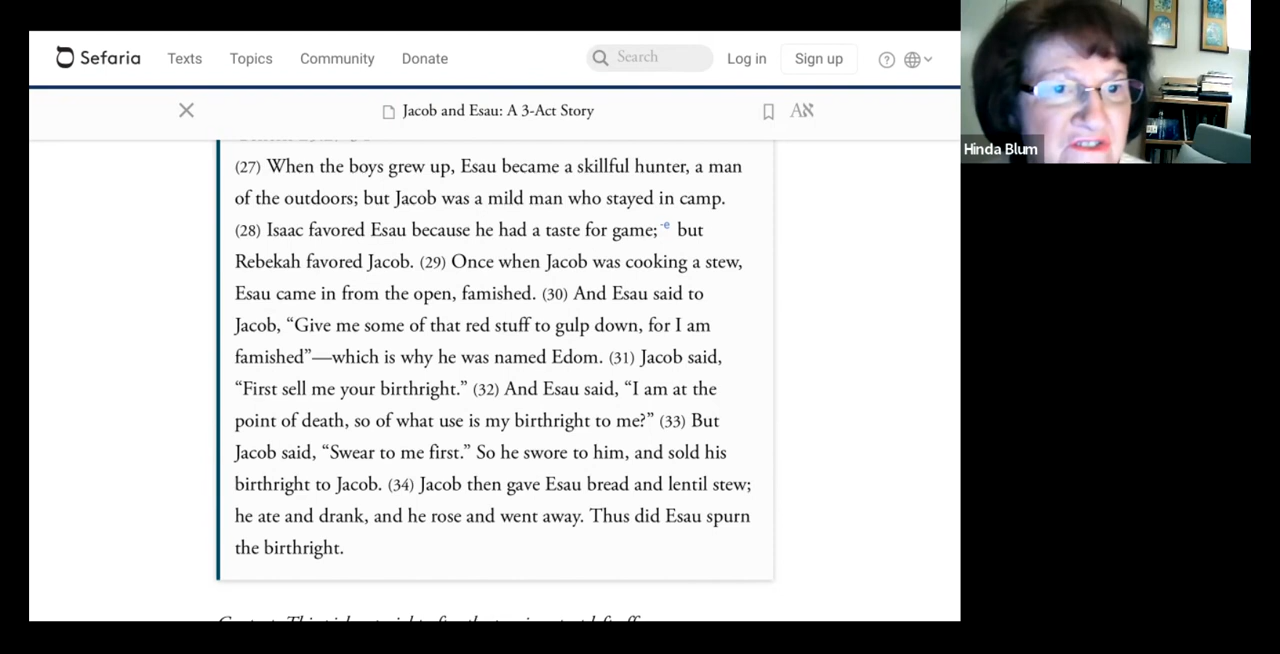 Sefaria Texts Topics Community Donate Search Log in Sign up
Jacob and Esau: A 3-Act Story Aא
Hinda Blum
(27) When the boys grew up, Esau became a skillful hunter, a man
of the outdoors; but Jacob was a mild man who stayed in camp.
(28) Isaac favored Esau because he had a taste for game;-e but
Rebekah favored Jacob. (29) Once when Jacob was cooking a stew,
Esau came in from the open, famished. (30) And Esau said to
Jacob, “Give me some of that red stuff to gulp down, for I am
famished”—which is why he was named Edom. (31) Jacob said,
“First sell me your birthright.” (32) And Esau said, “I am at the
point of death, so of what use is my birthright to me?” (33) But
Jacob said, “Swear to me first.” So he swore to him, and sold his
birthright to Jacob. (34) Jacob then gave Esau bread and lentil stew;
he ate and drank, and he rose and went away. Thus did Esau spurn
the birthright.